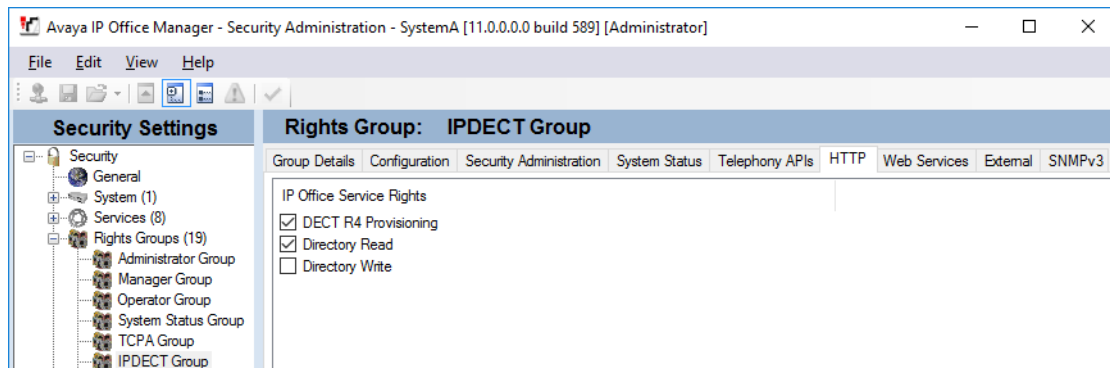 Avaya IP Office Manager - Security Administration - SystemA [11.0.0.0.0 build 589] [Administrator]
File Edit View Help
Security Settings
Rights Group: IPDECT Group
Security
General
System (1)
Services (8)
Rights Groups (19)
Administrator Group
Manager Group
Operator Group
System Status Group
TCPA Group
IPDECT Group
Group Details Configuration Security Administration System Status Telephony APIs HTTP Web Services External SNMPv3
IP Office Service Rights
DECT R4 Provisioning
Directory Read
Directory Write